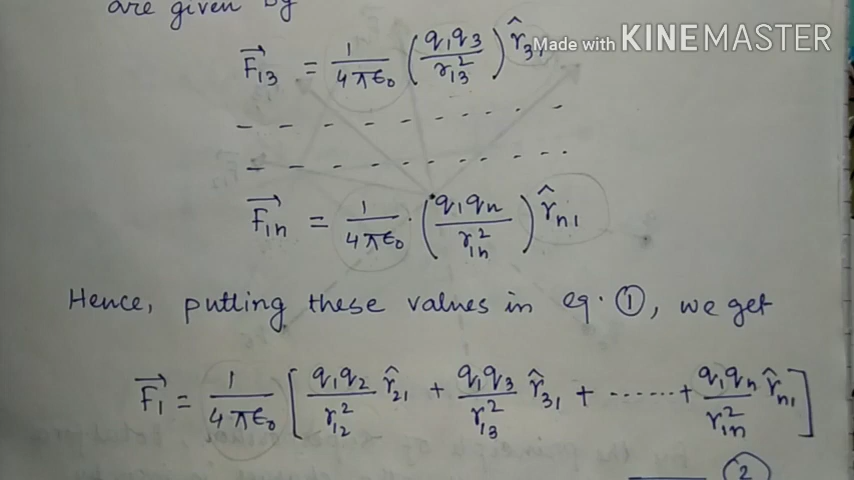 are given by
Made with KINEMASTER
F⃗₁₃ = 1/4πε₀ (q₁q₃/r₁₃²) r̂₃₁
- - - - - - - - - -
- - - - - - - - - -
F⃗₁ₙ = 1/4πε₀ · (q₁qₙ/r₁ₙ²) r̂ₙ₁
Hence, putting these values in eq. ①, we get
F⃗₁ = 1/4πε₀ [q₁q₂/r₁₂² r̂₂₁ + q₁q₃/r₁₃² r̂₃₁ + ...... + q₁qₙ/r₁ₙ² r̂ₙ₁]
②